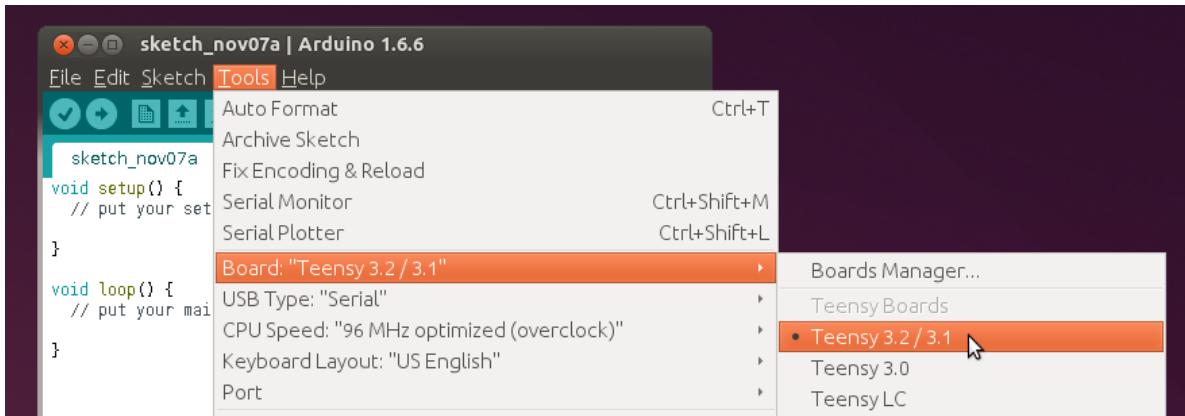 sketch_nov07a | Arduino 1.6.6
File Edit Sketch Tools Help
Auto Format Ctrl+T
Archive Sketch
Fix Encoding & Reload
Serial Monitor Ctrl+Shift+M
Serial Plotter Ctrl+Shift+L
Board: "Teensy 3.2 / 3.1"
USB Type: "Serial"
CPU Speed: "96 MHz optimized (overclock)"
Keyboard Layout: "US English"
Port
Boards Manager...
Teensy Boards
Teensy 3.2 / 3.1
Teensy 3.0
Teensy LC
sketch_nov07a
void setup() {
// put your set
}
void loop() {
// put your mai
}